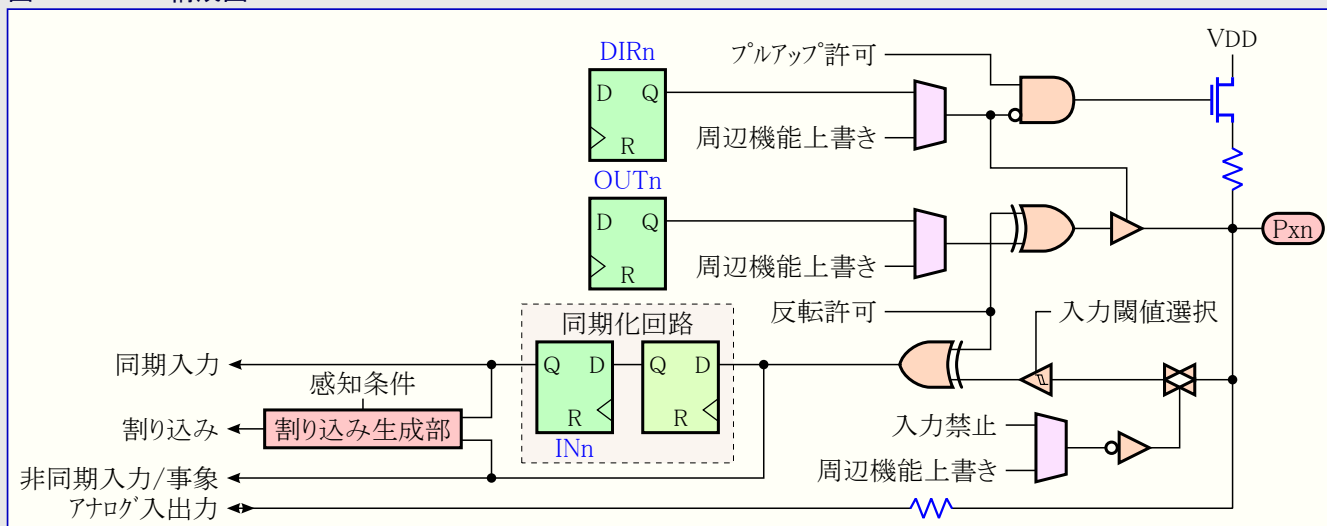 VDD
DIRn
プルアップ許可
D Q
R
周辺機能上書き
OUTn
D Q
R
周辺機能上書き
Pxn
反転許可
入力閾値選択
同期化回路
同期入力
Q D
R
INn
Q D
R
感知条件
割り込み
割り込み生成部
入力禁止
周辺機能上書き
非同期入力/事象
アナログ入出力